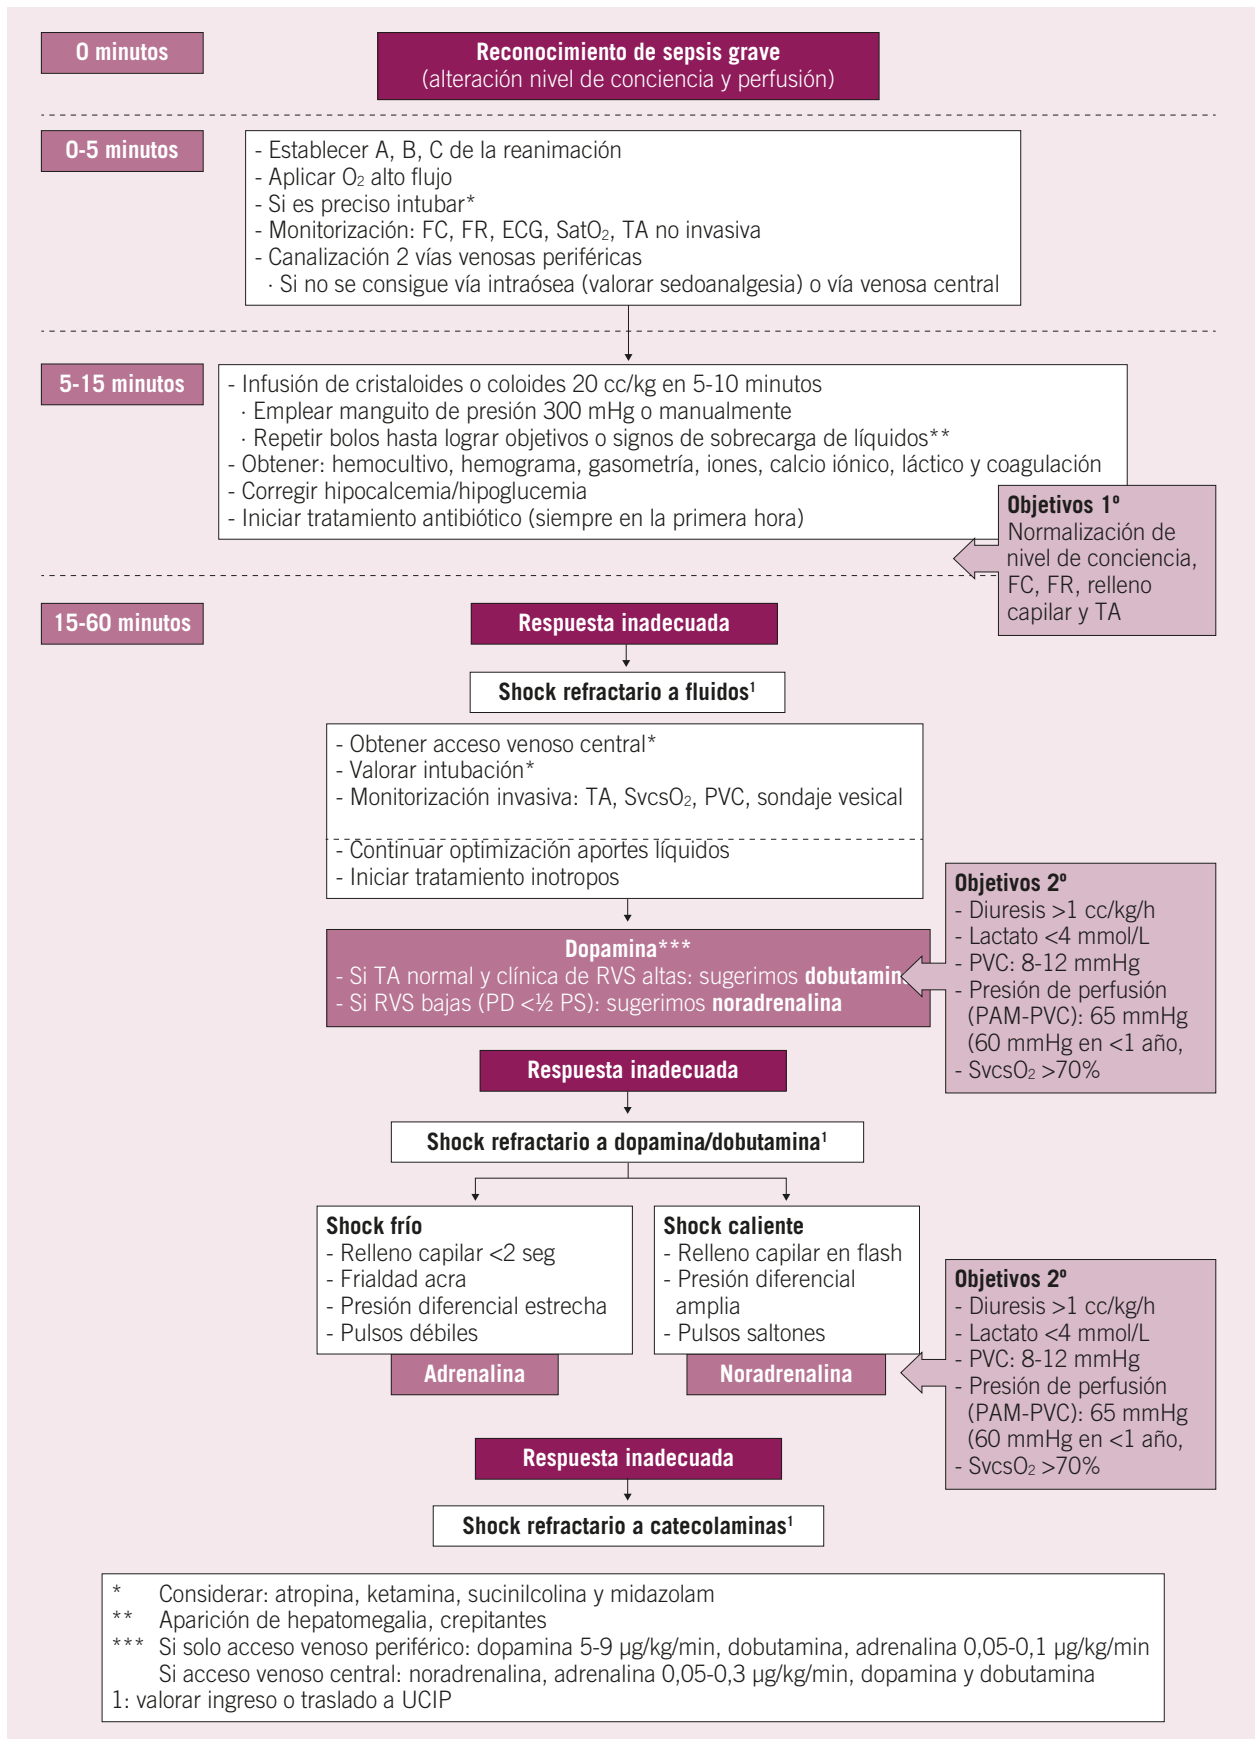 0 minutos
Reconocimiento de sepsis grave
(alteración nivel de conciencia y perfusión)
0-5 minutos
- Establecer A, B, C de la reanimación
- Aplicar O₂ alto flujo
- Si es preciso intubar*
- Monitorización: FC, FR, ECG, SatO₂, TA no invasiva
- Canalización 2 vías venosas periféricas
· Si no se consigue vía intraósea (valorar sedoanalgesia) o vía venosa central
5-15 minutos
- Infusión de cristaloides o coloides 20 cc/kg en 5-10 minutos
· Emplear manguito de presión 300 mHg o manualmente
· Repetir bolos hasta lograr objetivos o signos de sobrecarga de líquidos**
- Obtener: hemocultivo, hemograma, gasometría, iones, calcio iónico, láctico y coagulación
- Corregir hipocalcemia/hipoglucemia
- Iniciar tratamiento antibiótico (siempre en la primera hora)
Objetivos 1º
Normalización de
nivel de conciencia,
FC, FR, relleno
capilar y TA
15-60 minutos
Respuesta inadecuada
Shock refractario a fluidos¹
- Obtener acceso venoso central*
- Valorar intubación*
- Monitorización invasiva: TA, SvcsO₂, PVC, sondaje vesical
- Continuar optimización aportes líquidos
- Iniciar tratamiento inotropos
Dopamina***
- Si TA normal y clínica de RVS altas: sugerimos dobutamin
- Si RVS bajas (PD <½ PS): sugerimos noradrenalina
Objetivos 2º
- Diuresis >1 cc/kg/h
- Lactato <4 mmol/L
- PVC: 8-12 mmHg
- Presión de perfusión
(PAM-PVC): 65 mmHg
(60 mmHg en <1 año,
- SvcsO₂ >70%
Respuesta inadecuada
Shock refractario a dopamina/dobutamina¹
Shock frío
- Relleno capilar <2 seg
- Frialdad acra
- Presión diferencial estrecha
- Pulsos débiles
Adrenalina
Shock caliente
- Relleno capilar en flash
- Presión diferencial
amplia
- Pulsos saltones
Noradrenalina
Objetivos 2º
- Diuresis >1 cc/kg/h
- Lactato <4 mmol/L
- PVC: 8-12 mmHg
- Presión de perfusión
(PAM-PVC): 65 mmHg
(60 mmHg en <1 año,
- SvcsO₂ >70%
Respuesta inadecuada
Shock refractario a catecolaminas¹
* Considerar: atropina, ketamina, sucinilcolina y midazolam
** Aparición de hepatomegalia, crepitantes
*** Si solo acceso venoso periférico: dopamina 5-9 µg/kg/min, dobutamina, adrenalina 0,05-0,1 µg/kg/min
Si acceso venoso central: noradrenalina, adrenalina 0,05-0,3 µg/kg/min, dopamina y dobutamina
1: valorar ingreso o traslado a UCIP